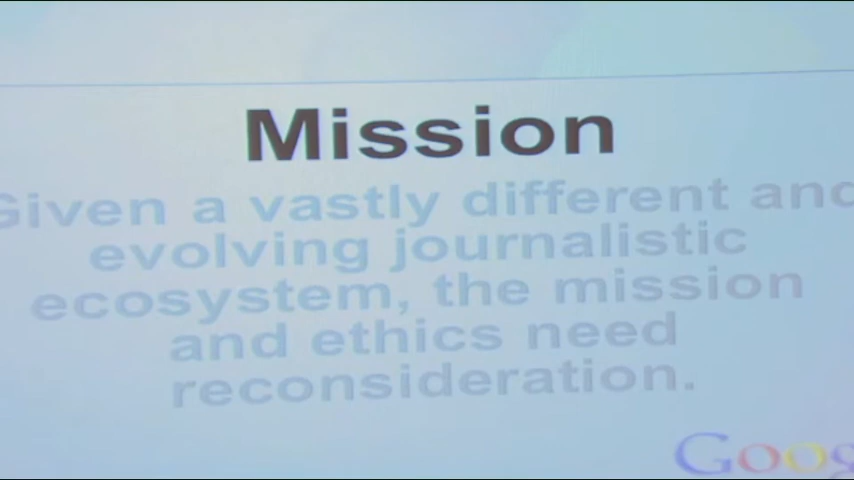 Mission
Given a vastly different and
evolving journalistic
ecosystem, the mission
and ethics need
reconsideration.
Goog